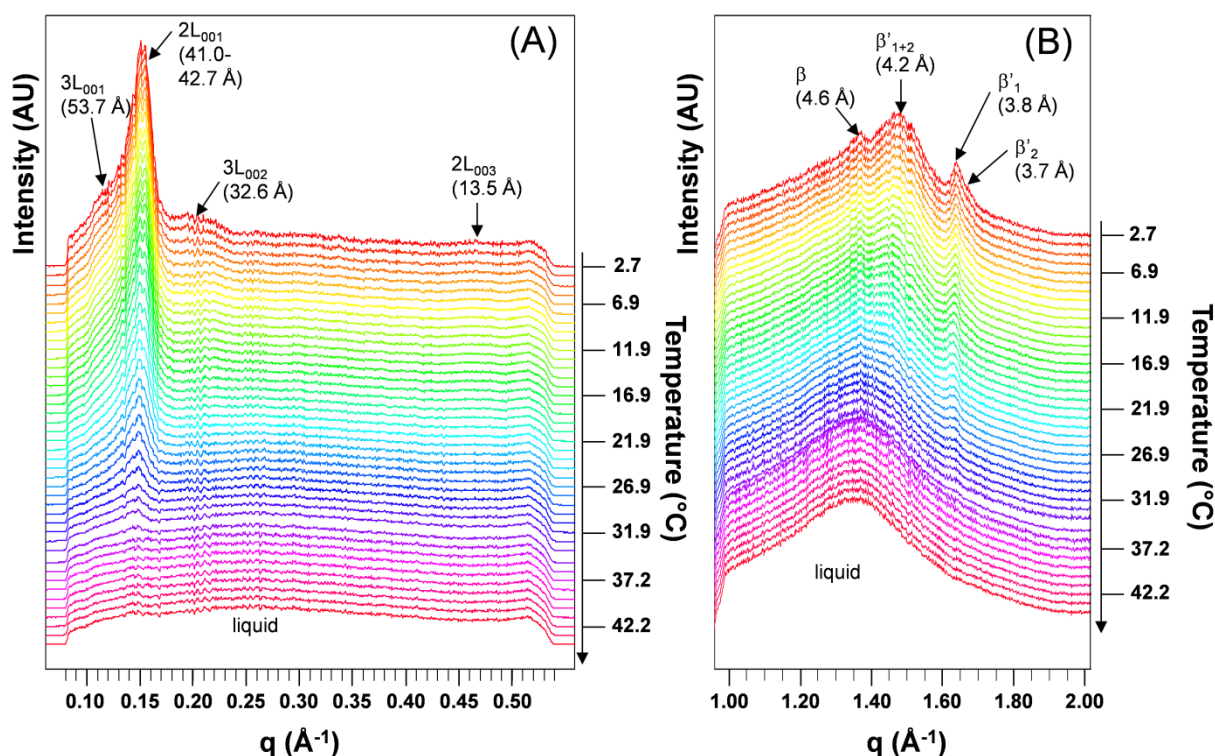 (A)
2L001
(41.0-
42.7 Å)
3L001
(53.7 Å)
3L002
(32.6 Å)
2L003
(13.5 Å)
Intensity (AU)
2.7
6.9
11.9
16.9
21.9
26.9
31.9
37.2
42.2
Temperature (°C)
liquid
0.10 0.15 0.20 0.25 0.30 0.35 0.40 0.45 0.50
q (Å-1)
(B)
β'1+2
(4.2 Å)
β
(4.6 Å)
β'1
(3.8 Å)
β'2
(3.7 Å)
Intensity (AU)
2.7
6.9
11.9
16.9
21.9
26.9
31.9
37.2
42.2
Temperature (°C)
liquid
1.00 1.20 1.40 1.60 1.80 2.00
q (Å-1)